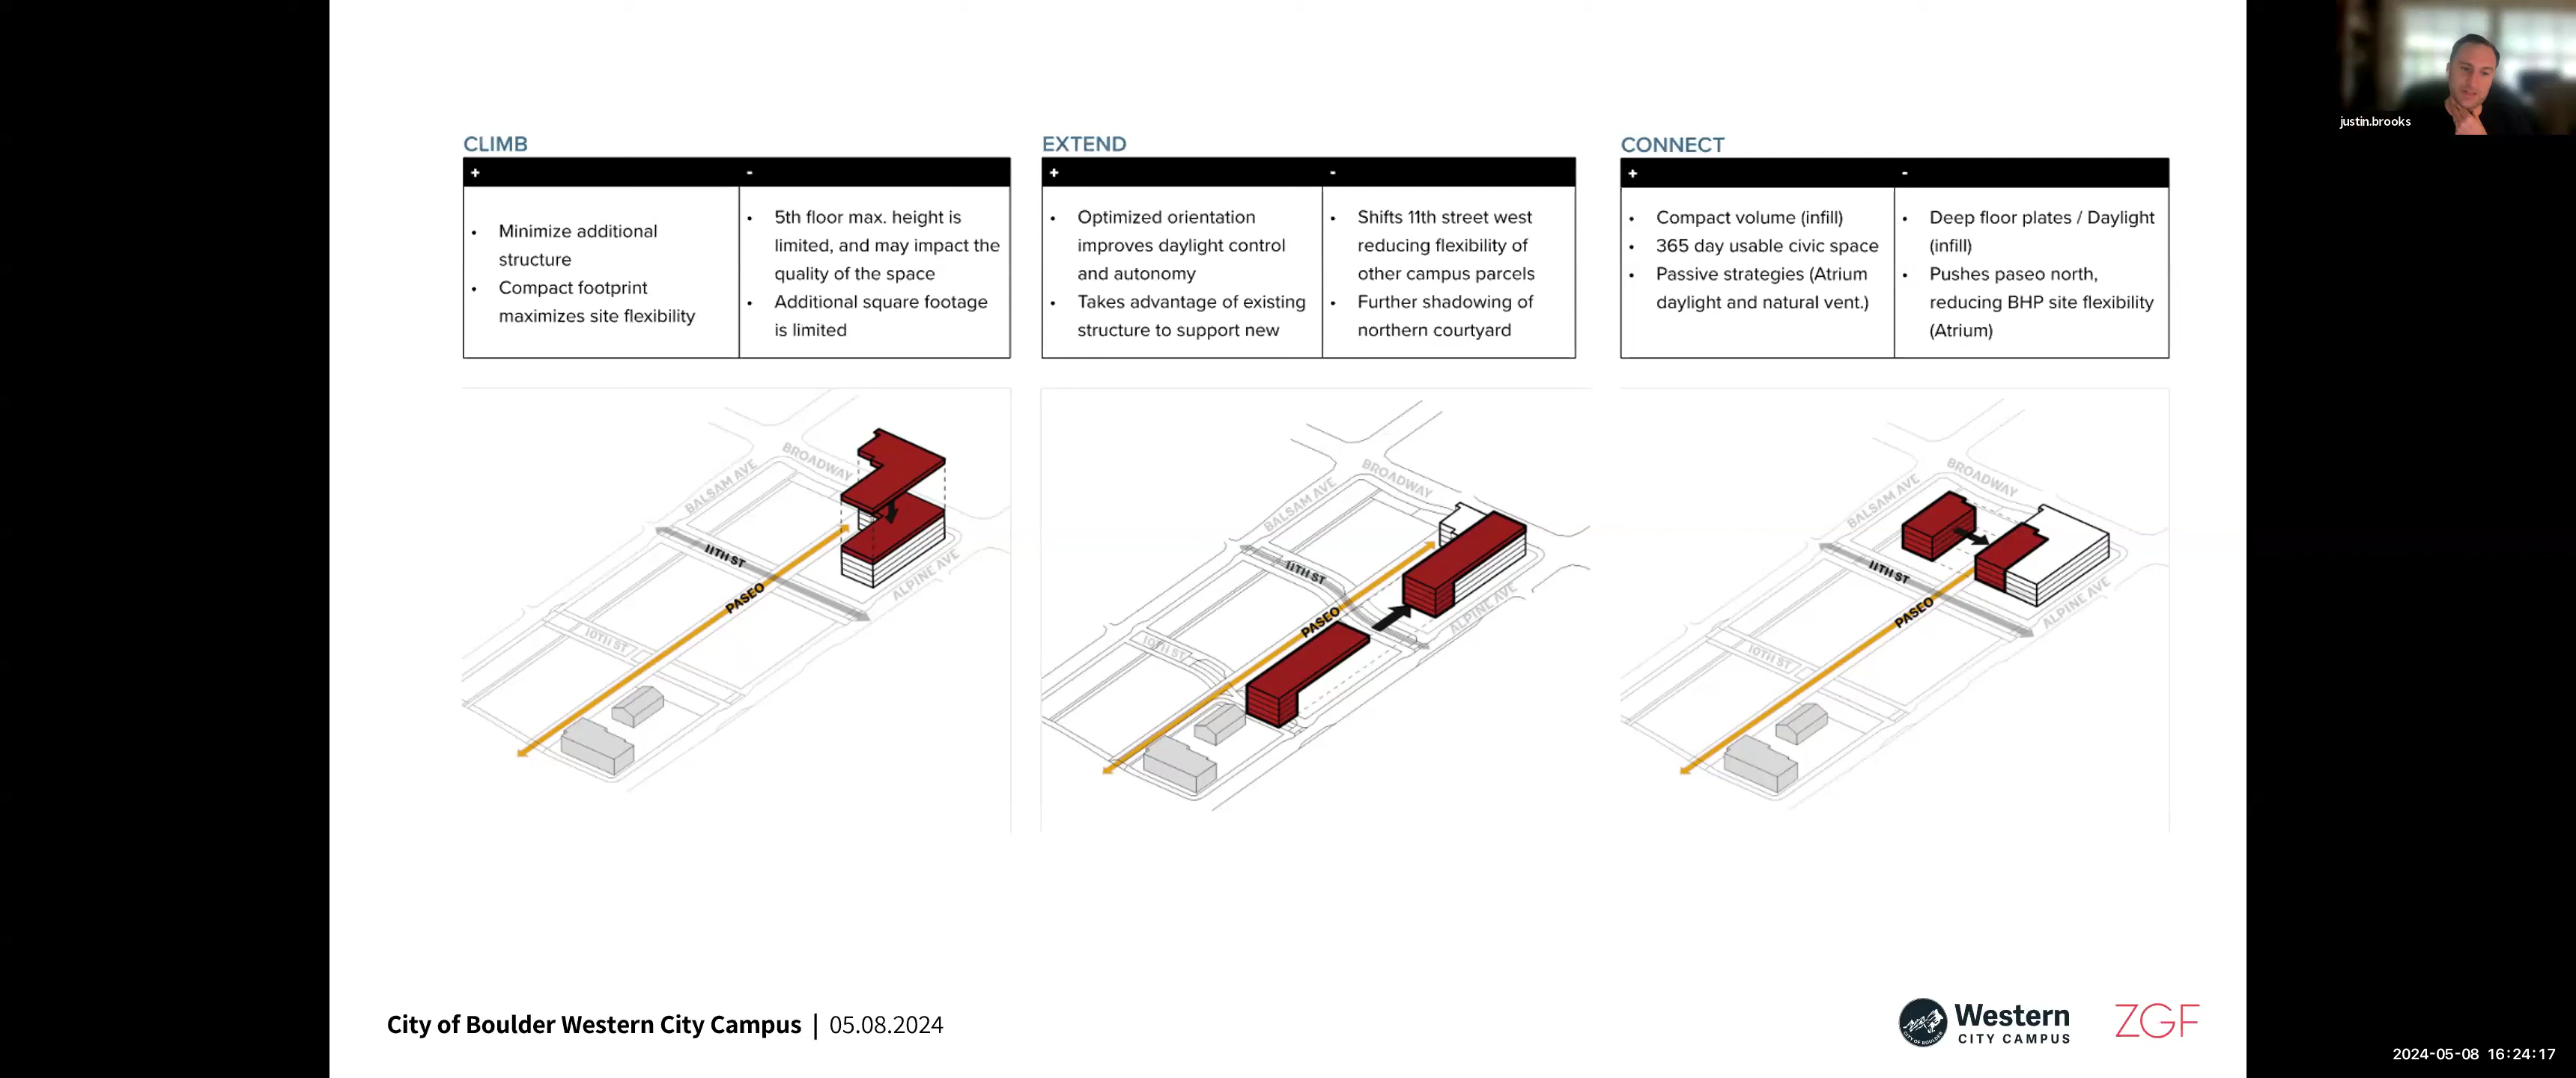 justin.brooks
CLIMB
+ -
• Minimize additional
structure
• Compact footprint
maximizes site flexibility
• 5th floor max. height is
limited, and may impact the
quality of the space
• Additional square footage
is limited
EXTEND
+ -
• Optimized orientation
improves daylight control
and autonomy
• Takes advantage of existing
structure to support new
• Shifts 11th street west
reducing flexibility of
other campus parcels
• Further shadowing of
northern courtyard
CONNECT
+ -
• Compact volume (infill)
• 365 day usable civic space
• Passive strategies (Atrium
daylight and natural vent.)
• Deep floor plates / Daylight
(infill)
• Pushes paseo north,
reducing BHP site flexibility
(Atrium)
BROADWAY
BALSAM AVE
11TH ST
ALPINE AVE
PASEO
10TH ST
BROADWAY
BALSAM AVE
11TH ST
ALPINE AVE
PASEO
10TH ST
BROADWAY
BALSAM AVE
11TH ST
ALPINE AVE
PASEO
10TH ST
City of Boulder Western City Campus | 05.08.2024
Western
CITY CAMPUS
CITY OF BOULDER
ZGF
2024-05-08 16:24:17